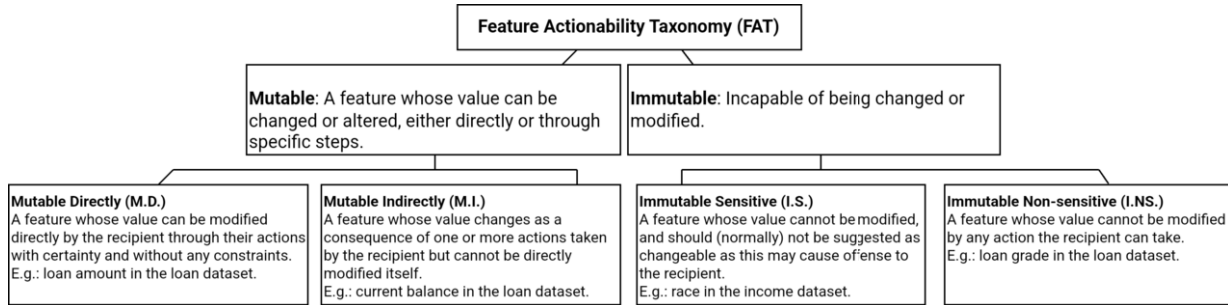 Feature Actionability Taxonomy (FAT)
Mutable: A feature whose value can be
changed or altered, either directly or through
specific steps.
Immutable: Incapable of being changed or
modified.
Mutable Directly (M.D.)
A feature whose value can be modified
directly by the recipient through their actions
with certainty and without any constraints.
E.g.: loan amount in the loan dataset.
Mutable Indirectly (M.I.)
A feature whose value changes as a
consequence of one or more actions taken
by the recipient but cannot be directly
modified itself.
E.g.: current balance in the loan dataset.
Immutable Sensitive (I.S.)
A feature whose value cannot be modified,
and should (normally) not be suggested as
changeable as this may cause offense to
the recipient.
E.g.: race in the income dataset.
Immutable Non-sensitive (I.NS.)
A feature whose value cannot be modified
by any action the recipient can take.
E.g.: loan grade in the loan dataset.